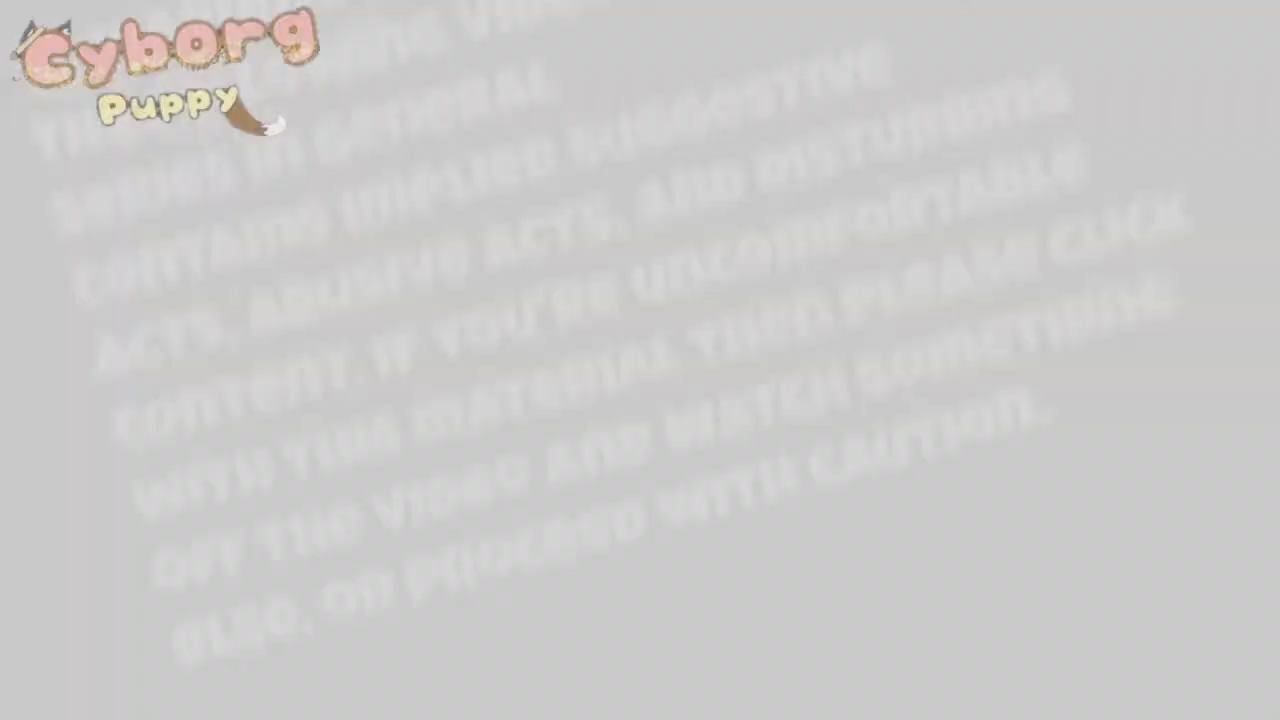 Cyborg
Puppy
VIDEO
SERIES IN GENERAL
CONTAINS IMPLIED SUGGESTIVE
ACTS, ABUSIVE ACTS, AND DISTURBING
CONTENT. IF YOU'RE UNCOMFORTABLE
WITH THIS MATERIAL THEN PLEASE CLICK
OFF THE VIDEO AND WATCH SOMETHING
ELSE, OR PROCEED WITH CAUTION.